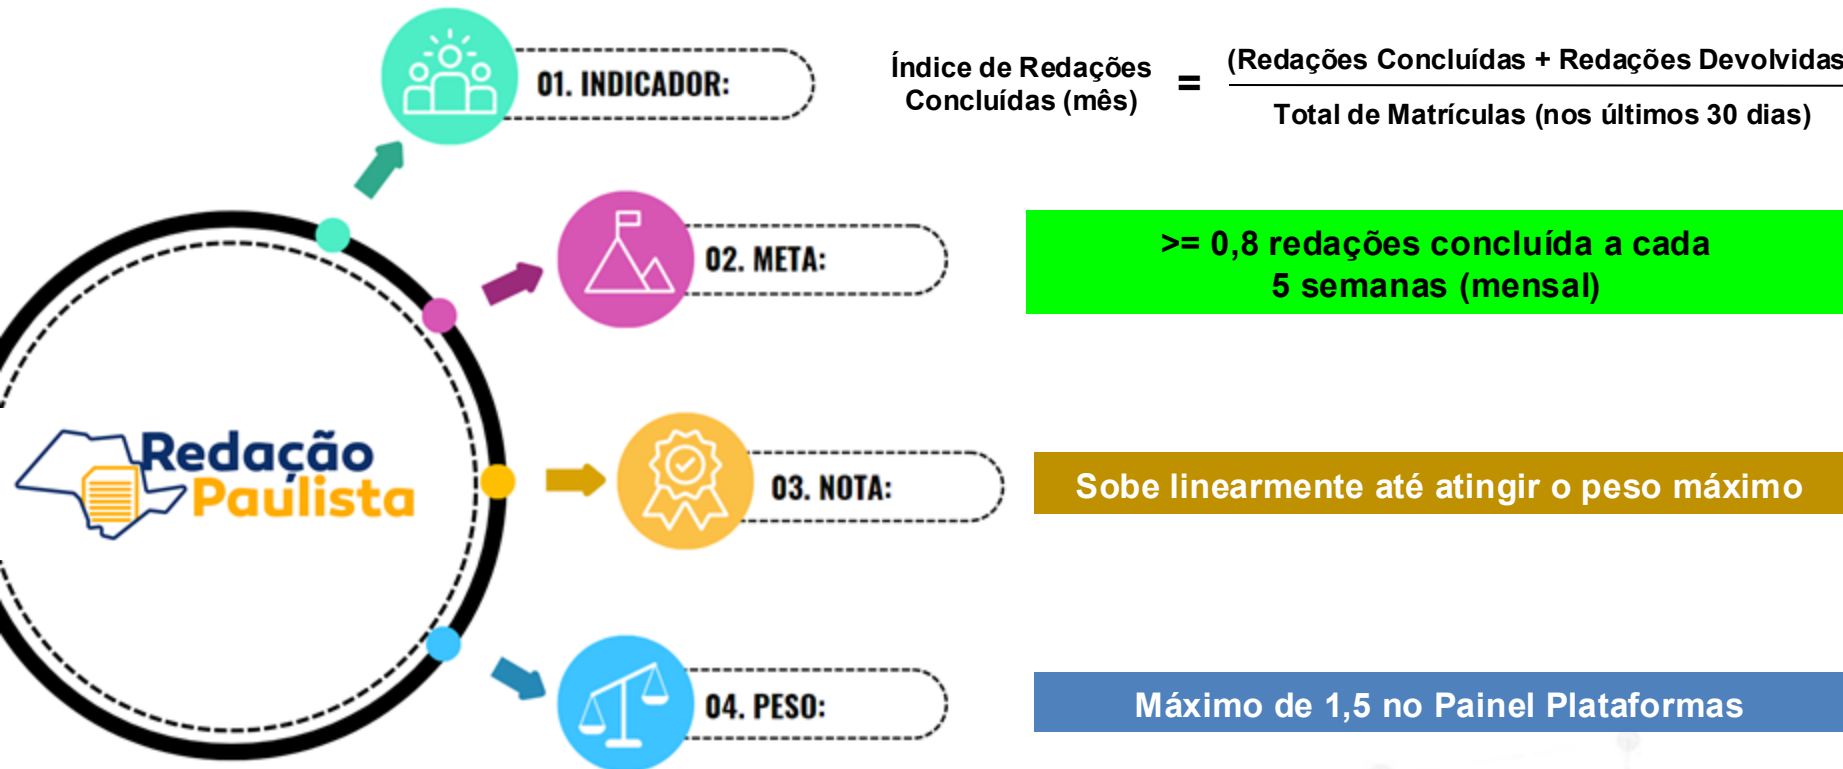 01. INDICADOR:
Índice de Redações
Concluídas (mês)
=
(Redações Concluídas + Redações Devolvidas
Total de Matrículas (nos últimos 30 dias)
02. META:
>= 0,8 redações concluída a cada
5 semanas (mensal)
Redação
Paulista
03. NOTA:
Sobe linearmente até atingir o peso máximo
04. PESO:
Máximo de 1,5 no Painel Plataformas